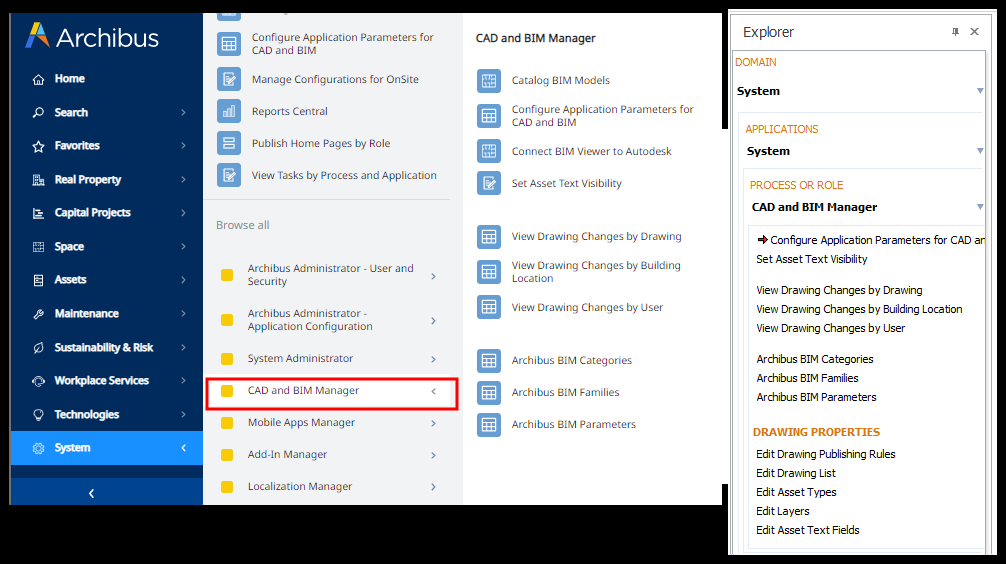 Archibus
Home
Search
Favorites
Real Property
Capital Projects
Space
Assets
Maintenance
Sustainability & Risk
Workplace Services
Technologies
System
Configure Application Parameters for
CAD and BIM
Manage Configurations for OnSite
Reports Central
Publish Home Pages by Role
View Tasks by Process and Application
Browse all
Archibus Administrator - User and
Security
Archibus Administrator -
Application Configuration
System Administrator
CAD and BIM Manager
Mobile Apps Manager
Add-In Manager
Localization Manager
CAD and BIM Manager
Catalog BIM Models
Configure Application Parameters for
CAD and BIM
Connect BIM Viewer to Autodesk
Set Asset Text Visibility
View Drawing Changes by Drawing
View Drawing Changes by Building
Location
View Drawing Changes by User
Archibus BIM Categories
Archibus BIM Families
Archibus BIM Parameters
Explorer
DOMAIN
System
APPLICATIONS
System
PROCESS OR ROLE
CAD and BIM Manager
Configure Application Parameters for CAD an
Set Asset Text Visibility
View Drawing Changes by Drawing
View Drawing Changes by Building Location
View Drawing Changes by User
Archibus BIM Categories
Archibus BIM Families
Archibus BIM Parameters
DRAWING PROPERTIES
Edit Drawing Publishing Rules
Edit Drawing List
Edit Asset Types
Edit Layers
Edit Asset Text Fields